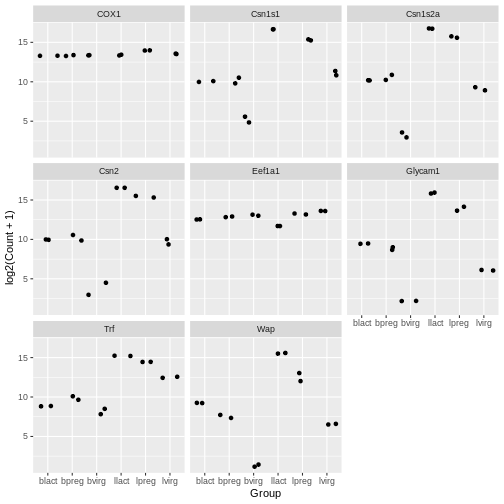 COX1 Csn1s1 Csn1s2a
15
10
5
Csn2 Eef1a1 Glycam1
15
10
5
log2(Count + 1)
blact bpreg bvirg llact lpreg lvirg
Trf Wap
15
10
5
blact bpreg bvirg llact lpreg lvirg blact bpreg bvirg llact lpreg lvirg
Group